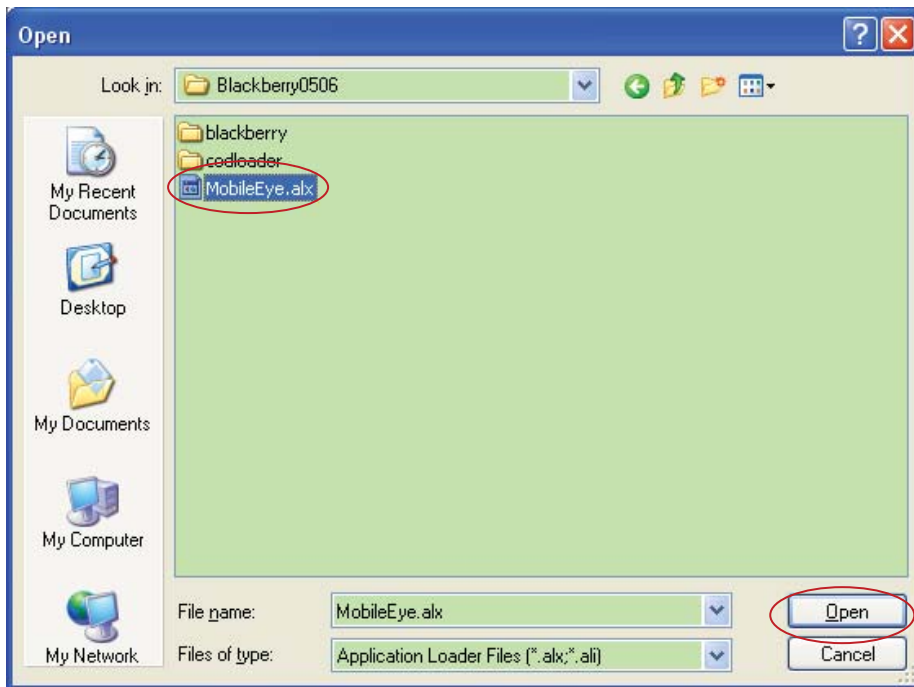 Open
Look in: Blackberry0506
blackberry
codloader
MobileEye.alx
My Recent
Documents
Desktop
My Documents
My Computer
My Network
File name: MobileEye.alx
Open
Files of type: Application Loader Files (*.alx;*.ali)
Cancel